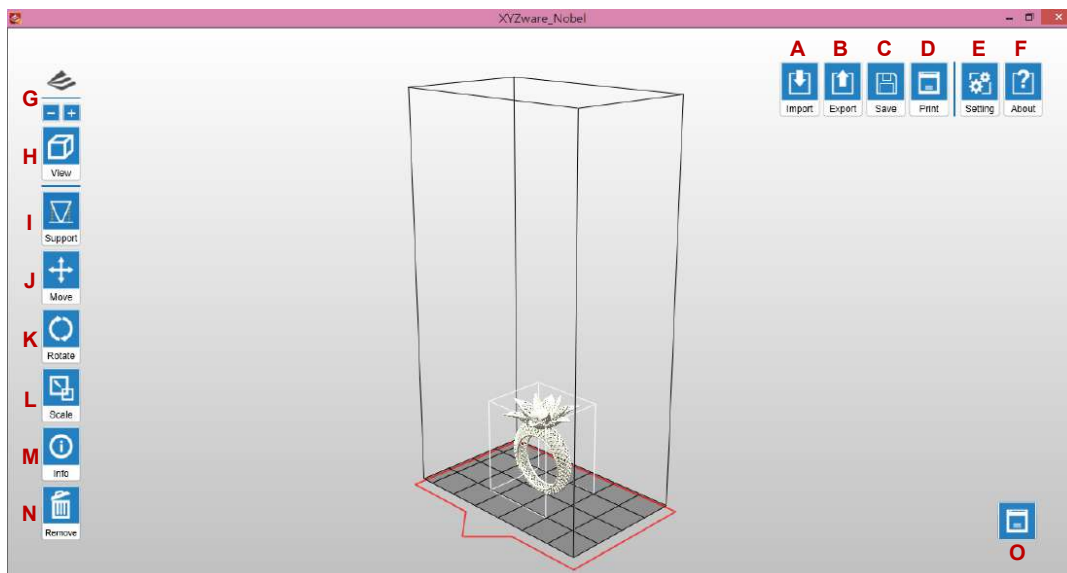 XYZware_Nobel
A B C D E F
Import Export Save Print Setting About
G
− +
H
View
I
Support
J
Move
K
Rotate
L
Scale
M
Info
N
Remove
O